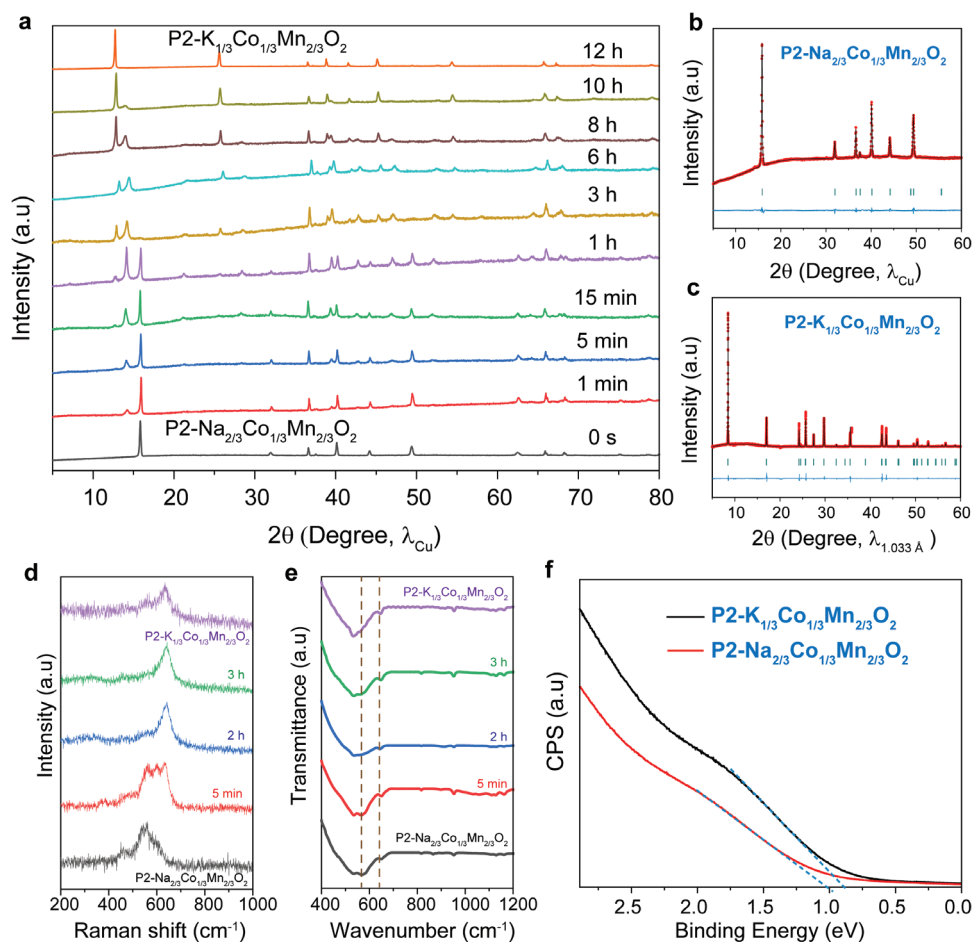 a
P2-K1/3Co1/3Mn2/3O2
12 h
10 h
8 h
6 h
3 h
1 h
15 min
5 min
1 min
P2-Na2/3Co1/3Mn2/3O2
0 s
Intensity (a.u)
10 20 30 40 50 60 70 80
2θ (Degree, λCu)
b
P2-Na2/3Co1/3Mn2/3O2
Intensity (a.u)
10 20 30 40 50 60
2θ (Degree, λCu)
c
P2-K1/3Co1/3Mn2/3O2
Intensity (a.u)
10 20 30 40 50 60
2θ (Degree, λ1.033 Å )
d
P2-K1/3Co1/3Mn2/3O2
3 h
2 h
5 min
P2-Na2/3Co1/3Mn2/3O2
Intensity (a.u)
200 400 600 800 1000
Raman shift (cm-1)
e
P2-K1/3Co1/3Mn2/3O2
3 h
2 h
5 min
P2-Na2/3Co1/3Mn2/3O2
Transmittance (a.u)
400 600 800 1000 1200
Wavenumber (cm-1)
f
P2-K1/3Co1/3Mn2/3O2
P2-Na2/3Co1/3Mn2/3O2
CPS (a.u)
2.5 2.0 1.5 1.0 0.5 0.0
Binding Energy (eV)